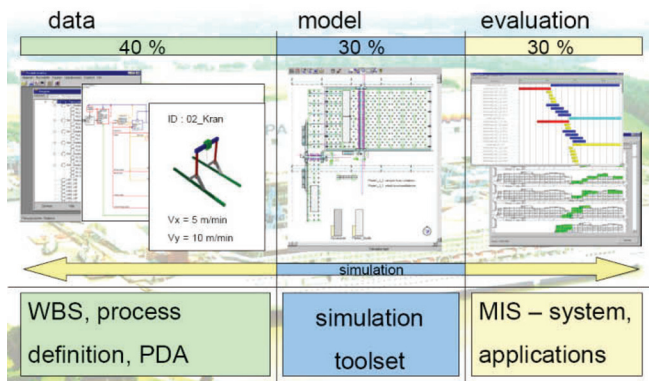 data
model
evaluation
40 %
30 %
30 %
ID : 02_Kran
Vx = 5 m/min
Vy = 10 m/min
simulation
WBS, process
definition, PDA
simulation
toolset
MIS – system,
applications